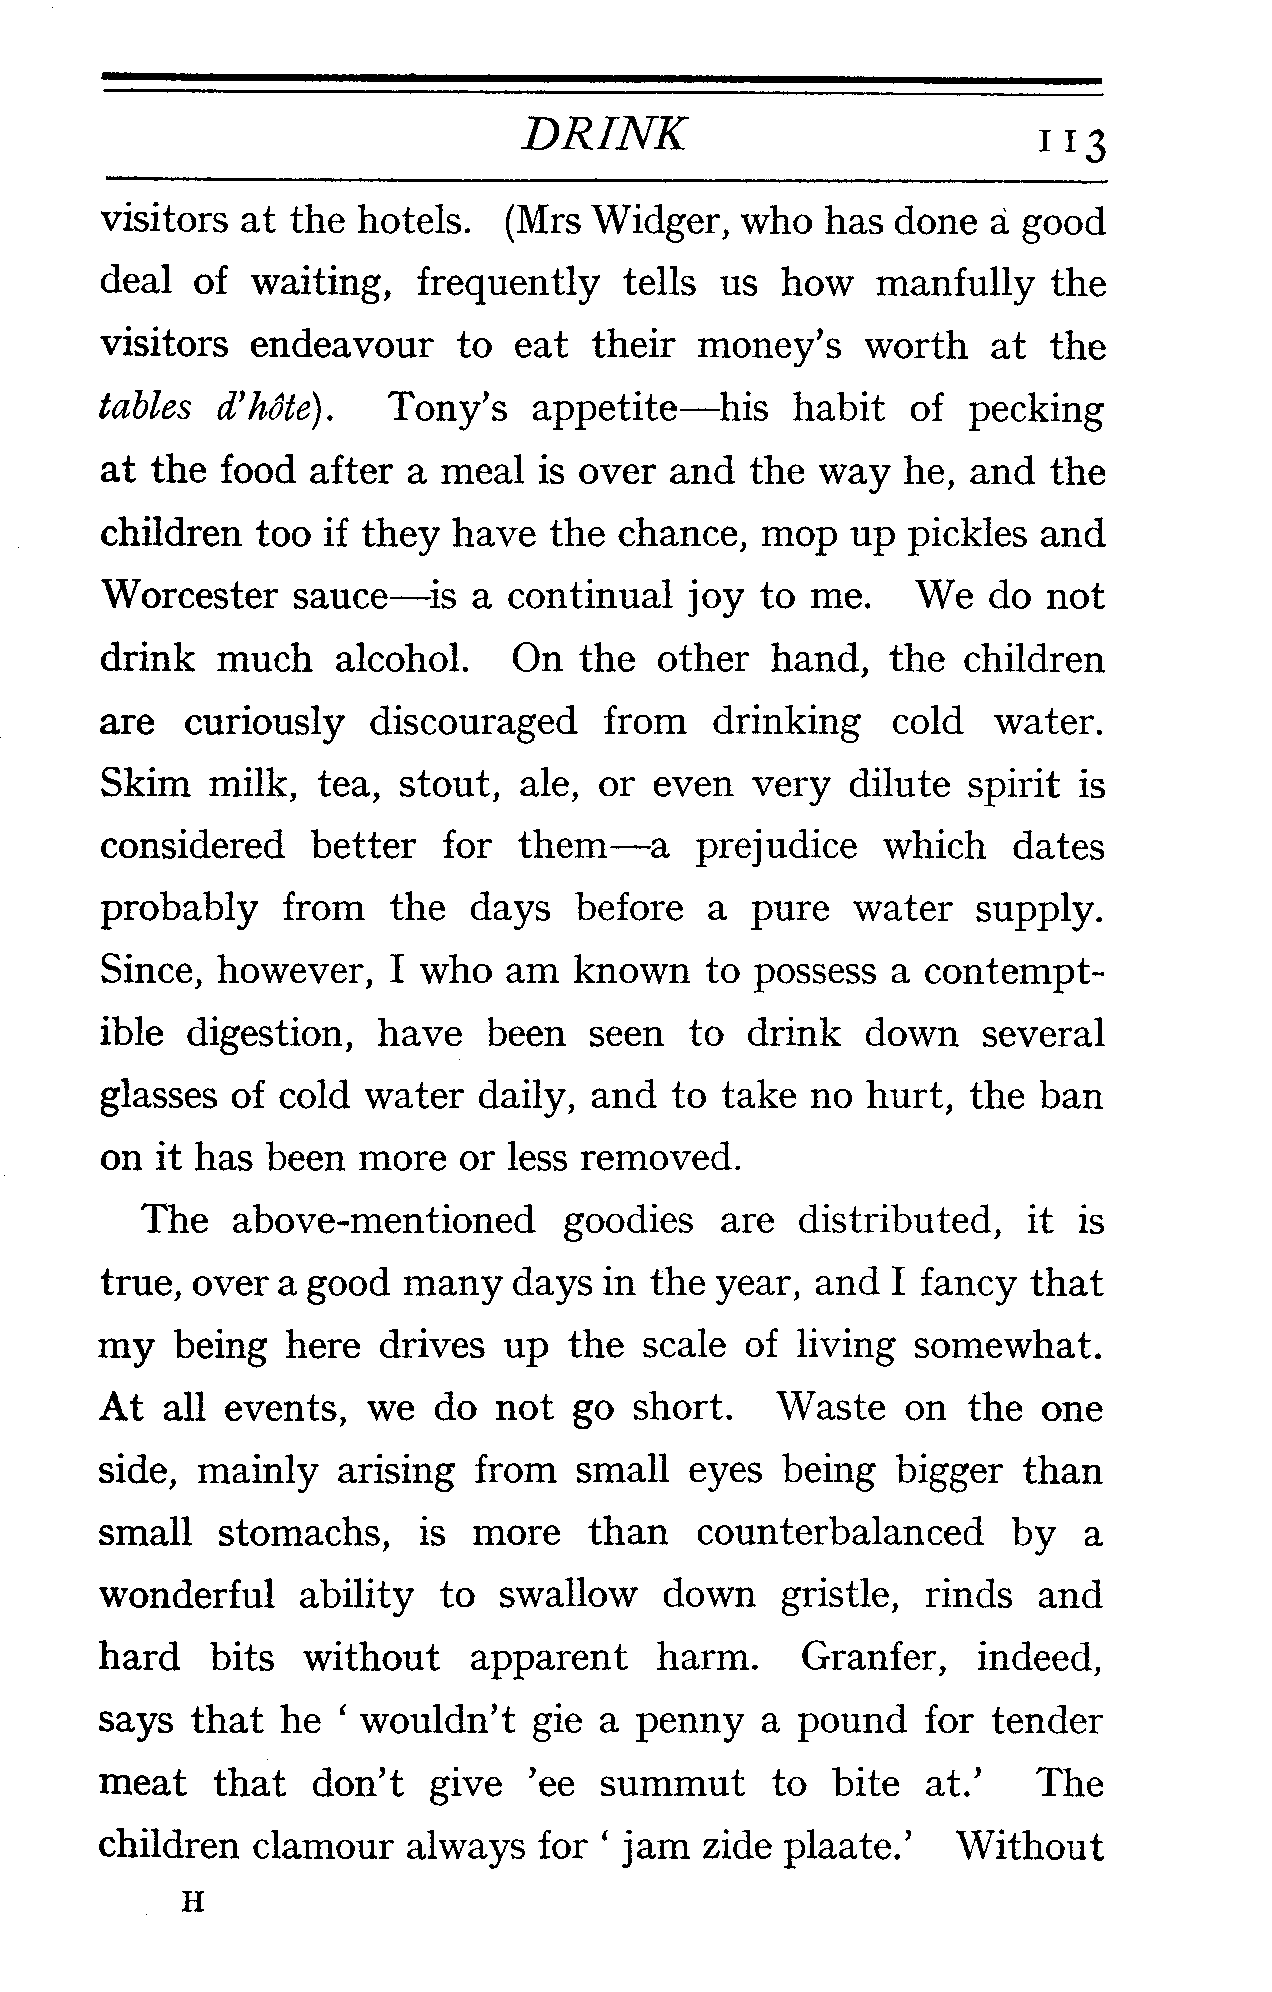 DRINK 113
visitors at the hotels. (Mrs Widger, who has done a good
deal of waiting, frequently tells us how manfully the
visitors endeavour to eat their money's worth at the
tables d'hôte). Tony's appetite—his habit of pecking
at the food after a meal is over and the way he, and the
children too if they have the chance, mop up pickles and
Worcester sauce—is a continual joy to me. We do not
drink much alcohol. On the other hand, the children
are curiously discouraged from drinking cold water.
Skim milk, tea, stout, ale, or even very dilute spirit is
considered better for them—a prejudice which dates
probably from the days before a pure water supply.
Since, however, I who am known to possess a contempt-
ible digestion, have been seen to drink down several
glasses of cold water daily, and to take no hurt, the ban
on it has been more or less removed.
The above-mentioned goodies are distributed, it is
true, over a good many days in the year, and I fancy that
my being here drives up the scale of living somewhat.
At all events, we do not go short. Waste on the one
side, mainly arising from small eyes being bigger than
small stomachs, is more than counterbalanced by a
wonderful ability to swallow down gristle, rinds and
hard bits without apparent harm. Granfer, indeed,
says that he ‘ wouldn't gie a penny a pound for tender
meat that don't give 'ee summut to bite at.’ The
children clamour always for ‘ jam zide plaate.’ Without
H